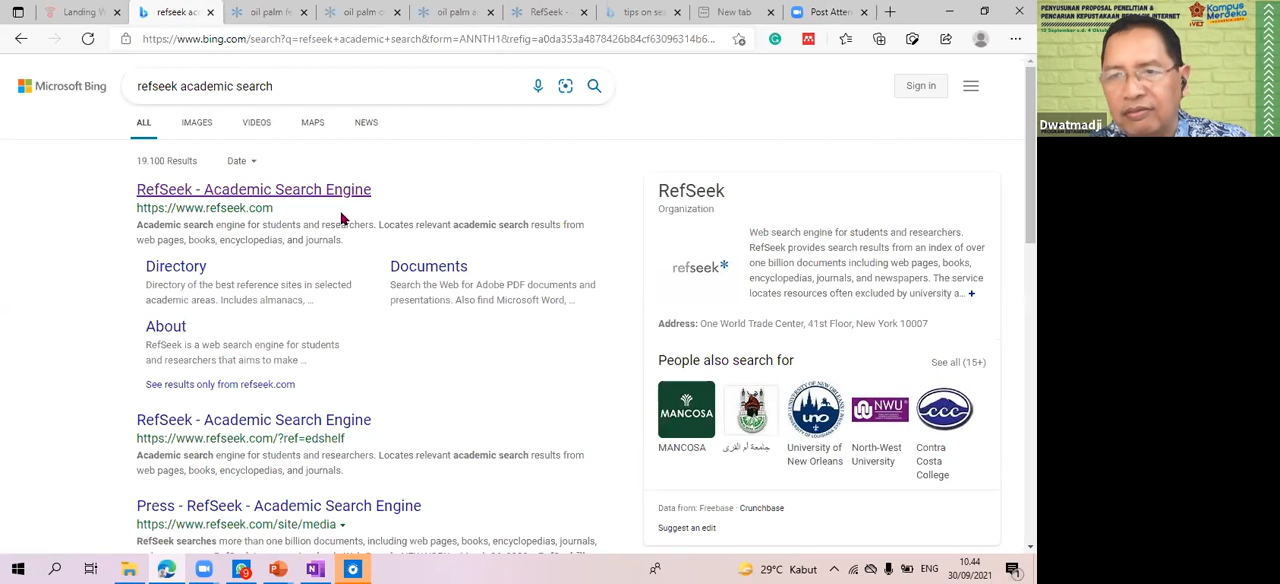 Landing W
refseek ac
oil palm fe
oil palm c
oil palm a
RefSeek -
tips on se
New tab
Post Atten
https://www.bing.com/search?q=refseek+academic+search&form=ANNTH1&refig=a0da353a4878426b84cf63096314b6...
Microsoft Bing
refseek academic search
Sign in
ALL
IMAGES
VIDEOS
MAPS
NEWS
19.100 Results
Date
RefSeek - Academic Search Engine
https://www.refseek.com
Academic search engine for students and researchers. Locates relevant academic search results from
web pages, books, encyclopedias, and journals.
Directory
Directory of the best reference sites in selected
academic areas. Includes almanacs, ...
Documents
Search the Web for Adobe PDF documents and
presentations. Also find Microsoft Word, ...
About
RefSeek is a web search engine for students
and researchers that aims to make ...
See results only from refseek.com
RefSeek - Academic Search Engine
https://www.refseek.com/?ref=edshelf
Academic search engine for students and researchers. Locates relevant academic search results from
web pages, books, encyclopedias, and journals.
Press - RefSeek - Academic Search Engine
https://www.refseek.com/site/media
RefSeek searches more than one billion documents, including web pages, books, encyclopedias, journals,
RefSeek
Organization
refseek*
Web search engine for students and researchers.
RefSeek provides search results from an index of over
one billion documents including web pages, books,
encyclopedias, journals, and newspapers. The service
locates resources often excluded by university a... +
Address: One World Trade Center, 41st Floor, New York 10007
People also search for
See all (15+)
MANCOSA
uno
NWU
CCC
MANCOSA
جامعة أم القرى
University of
New Orleans
North-West
University
Contra
Costa
College
Data from: Freebase · Crunchbase
Suggest an edit
PENYUSUNAN PROPOSAL PENELITIAN &
PENCARIAN KEPUSTAKAAN BERBASIS INTERNET
Kampus
Merdeka
IVET
Dwatmadji
9
29°C Kabut
ENG
10.44
30/09/2021
1